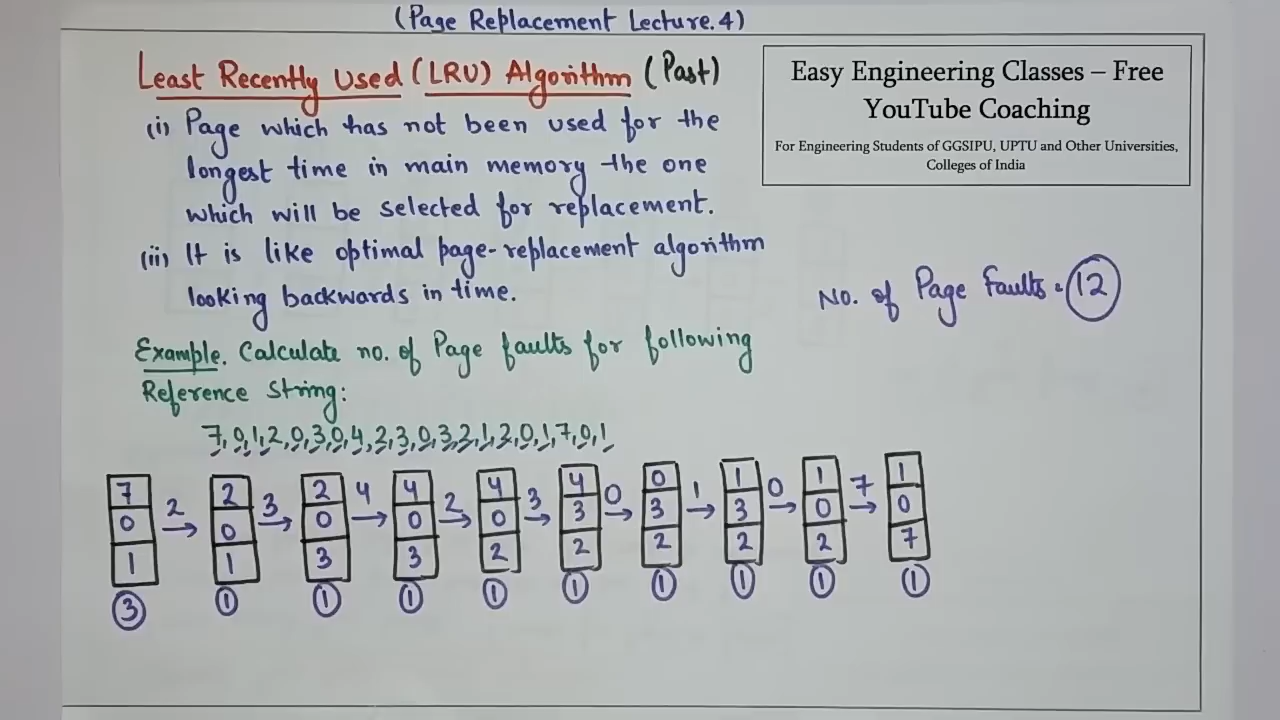 (Page Replacement Lecture.4)
Least Recently Used (LRU) Algorithm (Past)
Easy Engineering Classes – Free
YouTube Coaching
For Engineering Students of GGSIPU, UPTU and Other Universities,
Colleges of India
(i) Page which has not been used for the
longest time in main memory the one
which will be selected for replacement.
(ii) It is like optimal page-replacement algorithm
looking backwards in time.
No. of Page Faults = 12
Example. Calculate no. of Page faults for following
Reference String:
7,0,1,2,0,3,0,4,2,3,0,3,2,1,2,0,1,7,0,1
7 2 2 3 2 4 4 2 4 3 4 0 0 1 1 0 1 7 1
0 0 0 0 0 3 3 3 0 0
1 1 3 3 2 2 2 2 2 7
3 1 1 1 1 1 1 1 1 1